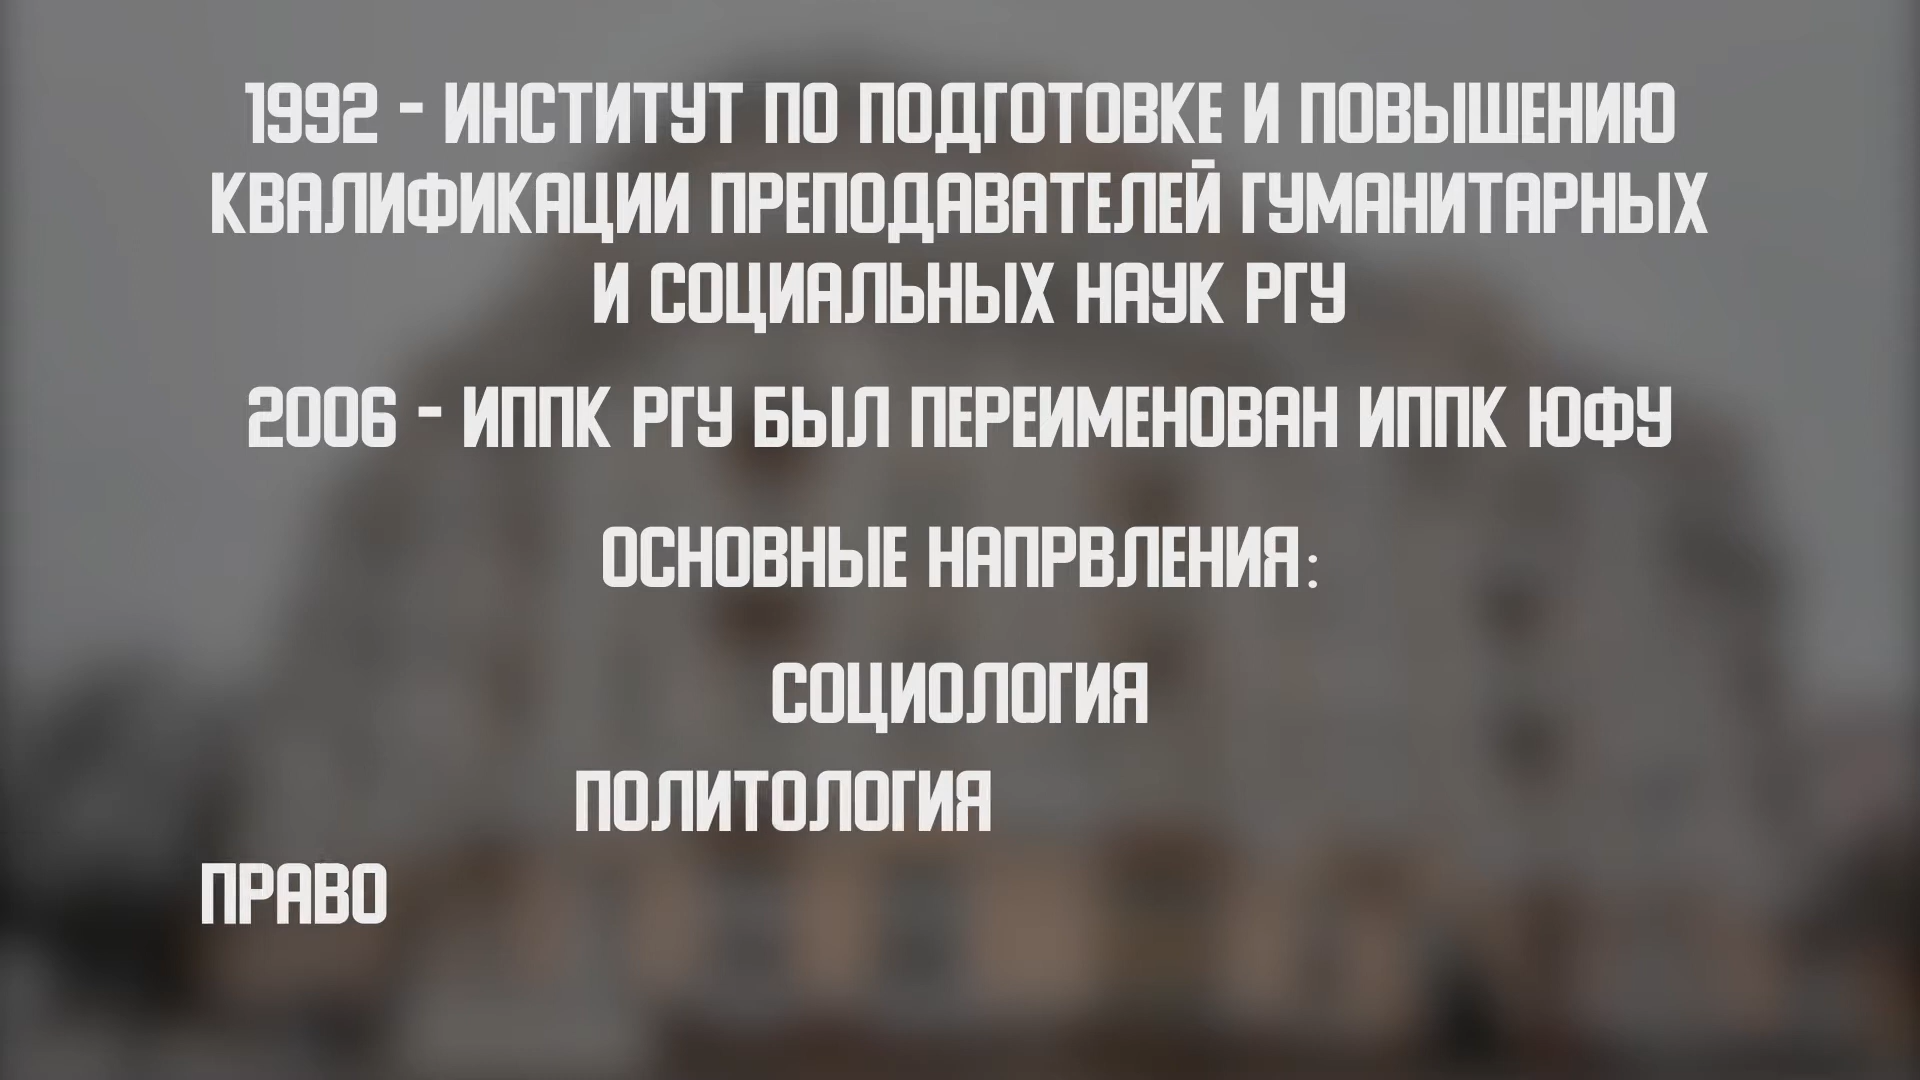 1992 - ИНСТИТУТ ПО ПОДГОТОВКЕ И ПОВЫШЕНИЮ
КВАЛИФИКАЦИИ ПРЕПОДАВАТЕЛЕЙ ГУМАНИТАРНЫХ
И СОЦИАЛЬНЫХ НАУК РГУ
2006 - ИППК РГУ БЫЛ ПЕРЕИМЕНОВАН ИППК ЮФУ
ОСНОВНЫЕ НАПРВЛЕНИЯ:
СОЦИОЛОГИЯ
ПОЛИТОЛОГИЯ
ПРАВО